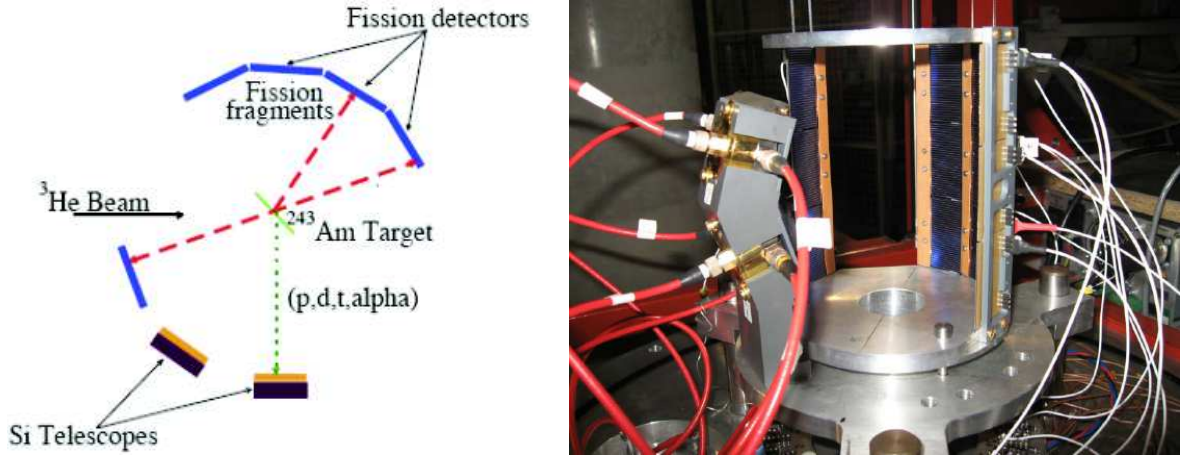 Fission detectors
Fission
fragments
³He Beam
²⁴³Am Target
(p,d,t,alpha)
Si Telescopes